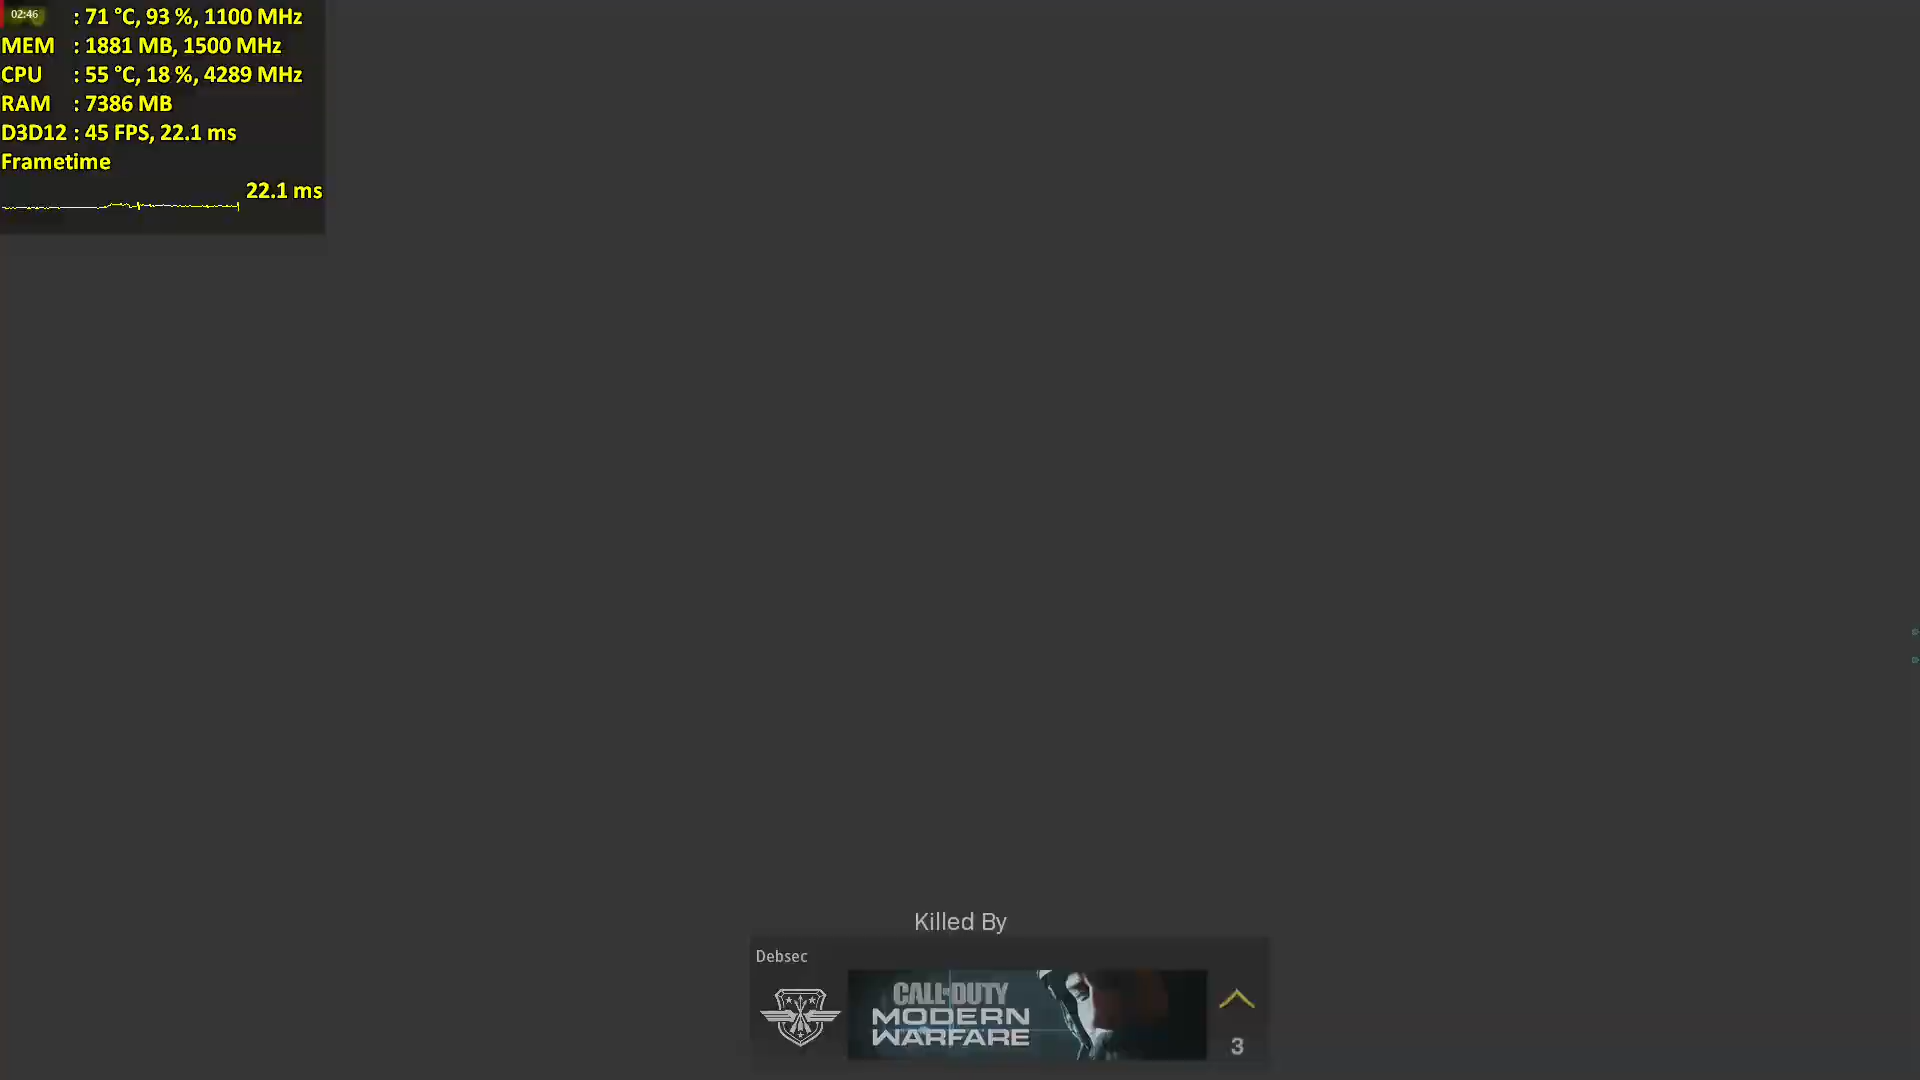 02:46
: 71 °C, 93 %, 1100 MHz
MEM : 1881 MB, 1500 MHz
CPU : 55 °C, 18 %, 4289 MHz
RAM : 7386 MB
D3D12 : 45 FPS, 22.1 ms
Frametime
22.1 ms
Killed By
Debsec
CALL OF DUTY
MODERN
WARFARE
3